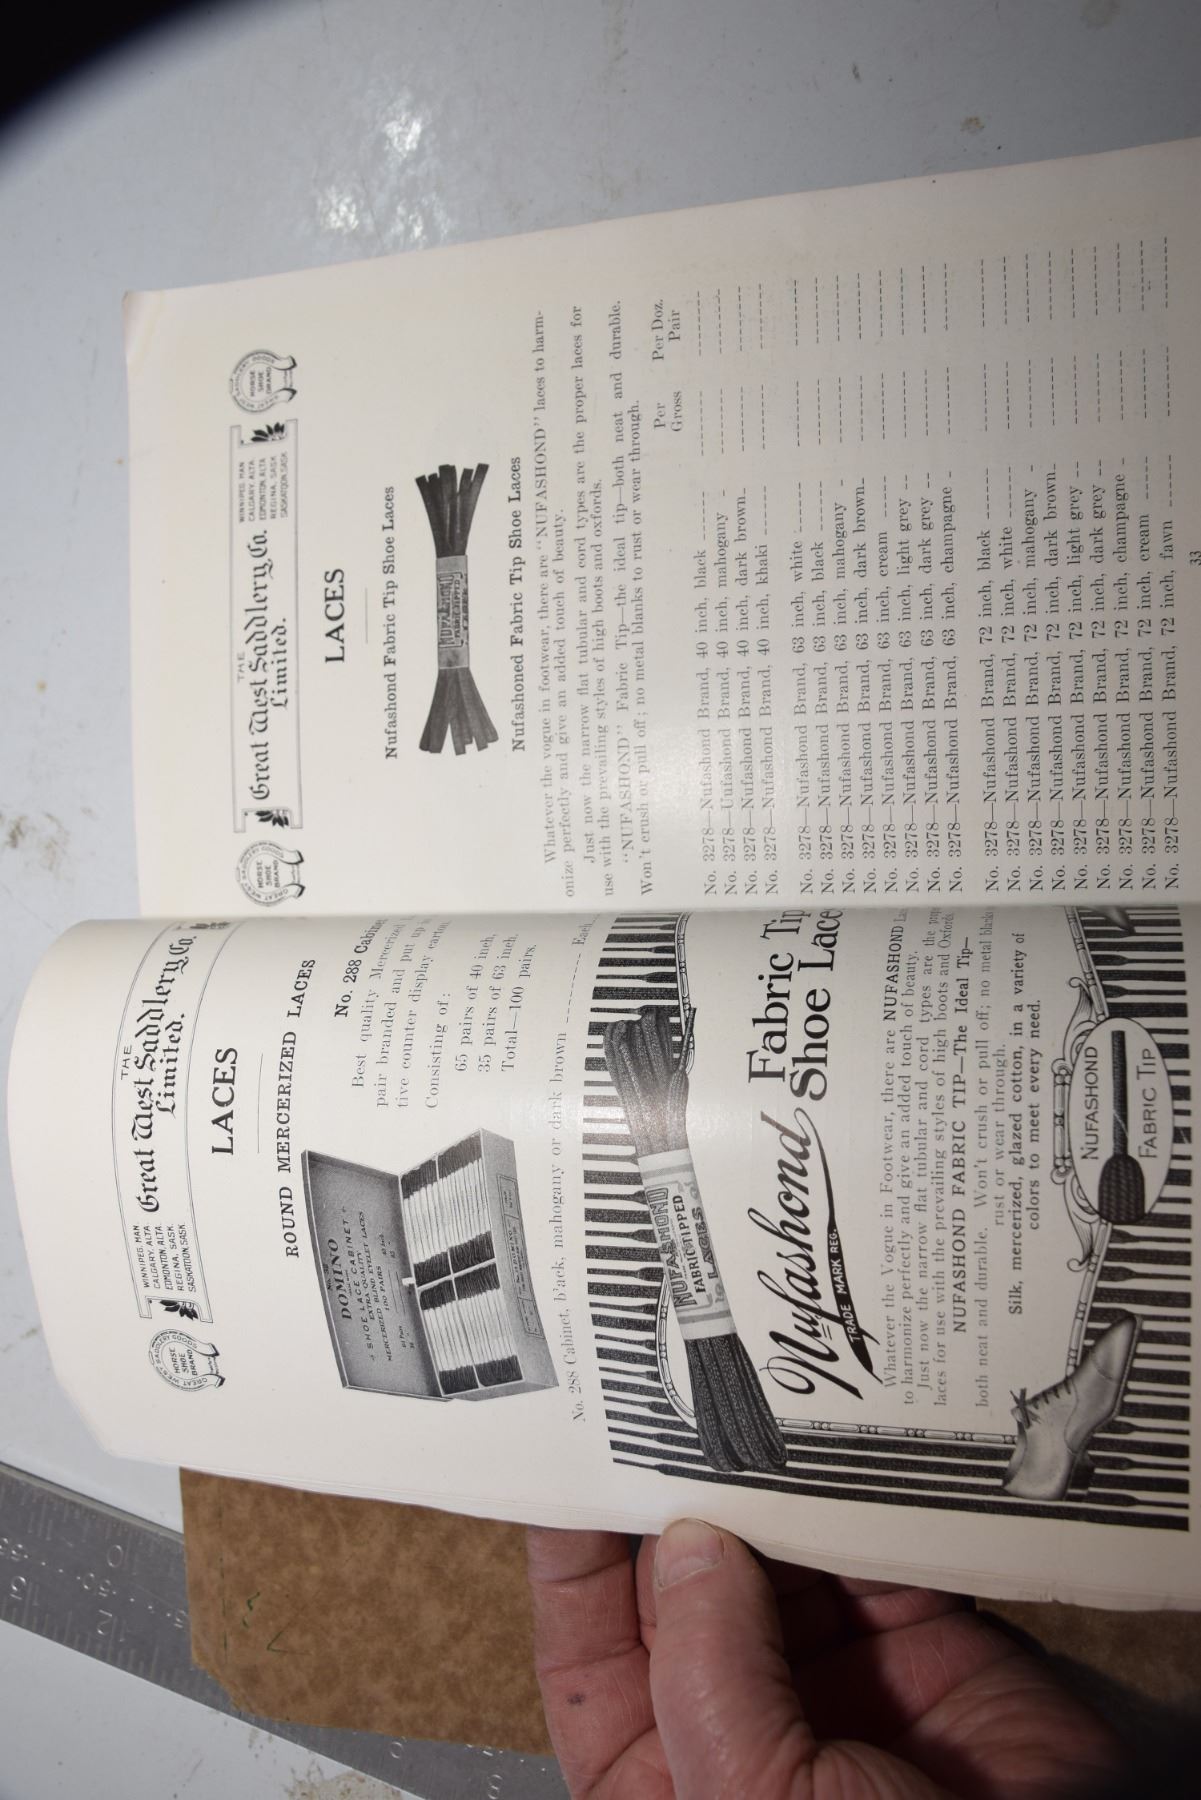 WINNIPEG, MAN.
CALGARY, ALTA.
EDMONTON, ALTA.
REGINA, SASK.
SASKATOON, SASK.
THE
Great West Saddlery Co.
Limited.
HORSE
SHOE
BRAND
LACES
ROUND MERCERIZED LACES
DOMINO
SHOE LACE CABINET
EXTRA QUALITY
BLIND EYELET LACES
MERCERIZED 100 PAIRS
No. 288 Cabinet
Best quality Mercerized
pair branded and put up
tive counter display carton
Consisting of:
65 pairs of 40 inch,
35 pairs of 63 inch.
Total—100 pairs.
No. 288 Cabinet, b'ack, mahogany or dark brown ---------- Each
NUFASHOND
FABRIC TIPPED
LACES
Nufashond Fabric Tip
Shoe Lace
TRADE MARK REG.
Whatever the Vogue in Footwear, there are NUFASHOND
to harmonize perfectly and give an added touch of beauty.
Just now the narrow flat tubular and cord types are the
laces for use with the prevailing styles of high boots and Oxfords.
NUFASHOND FABRIC TIP—The Ideal Tip—
both neat and durable. Won't crush or pull off; no metal
rust or wear through.
Silk, mercerized, glazed cotton, in a variety of
colors to meet every need.
NUFASHOND
FABRIC TIP
HORSE
SHOE
BRAND
THE
Great West Saddlery Co.
Limited.
WINNIPEG, MAN
CALGARY, ALTA.
EDMONTON, ALTA
REGINA, SASK
SASKATOON, SASK
HORSE
SHOE
BRAND
LACES
Nufashond Fabric Tip Shoe Laces
Nufashoned Fabric Tip Shoe Laces
Whatever the vogue in footwear, there are "NUFASHOND" laces to harm-
onize perfectly and give an added touch of beauty.
Just now the narrow flat tubular and cord types are the proper laces for
use with the prevailing styles of high boots and oxfords.
"NUFASHOND" Fabric Tip—the ideal tip—both neat and durable.
Won't crush or pull off; no metal blanks to rust or wear through.
Per Gross Per Doz. Pair
No. 3278—Nufashond Brand, 40 inch, black
No. 3278—Uufashond Brand, 40 inch, mahogany
No. 3278—Nufashond Brand, 40 inch, dark brown
No. 3278—Nufashond Brand, 40 inch, khaki
No. 3278—Nufashond Brand, 63 inch, white
No. 3278—Nufashond Brand, 63 inch, black
No. 3278—Nufashond Brand, 63 inch, mahogany
No. 3278—Nufashond Brand, 63 inch, dark brown
No. 3278—Nufashond Brand, 63 inch, cream
No. 3278—Nufashond Brand, 63 inch, light grey
No. 3278—Nufashond Brand, 63 inch, dark grey
No. 3278—Nufashond Brand, 63 inch, champagne
No. 3278—Nufashond Brand, 72 inch, black
No. 3278—Nufashond Brand, 72 inch, white
No. 3278—Nufashond Brand, 72 inch, mahogany
No. 3278—Nufashond Brand, 72 inch, dark brown
No. 3278—Nufashond Brand, 72 inch, light grey
No. 3278—Nufashond Brand, 72 inch, dark grey
No. 3278—Nufashond Brand, 72 inch, champagne
No. 3278—Nufashond Brand, 72 inch, cream
No. 3278—Nufashond Brand, 72 inch, fawn
33